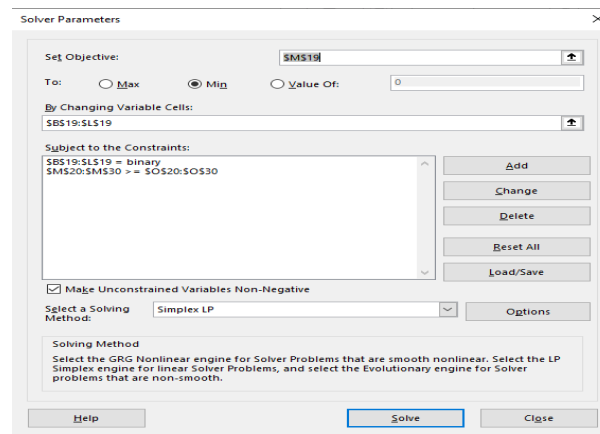 Solver Parameters
Set Objective:
$M$19
To:
Max
Min
Value Of:
0
By Changing Variable Cells:
$B$19:$L$19
Subject to the Constraints:
$B$19:$L$19 = binary
$M$20:$M$30 >= $O$20:$O$30
Add
Change
Delete
Reset All
Load/Save
Make Unconstrained Variables Non-Negative
Select a Solving
Method:
Simplex LP
Options
Solving Method
Select the GRG Nonlinear engine for Solver Problems that are smooth nonlinear. Select the LP
Simplex engine for linear Solver Problems, and select the Evolutionary engine for Solver
problems that are non-smooth.
Help
Solve
Close